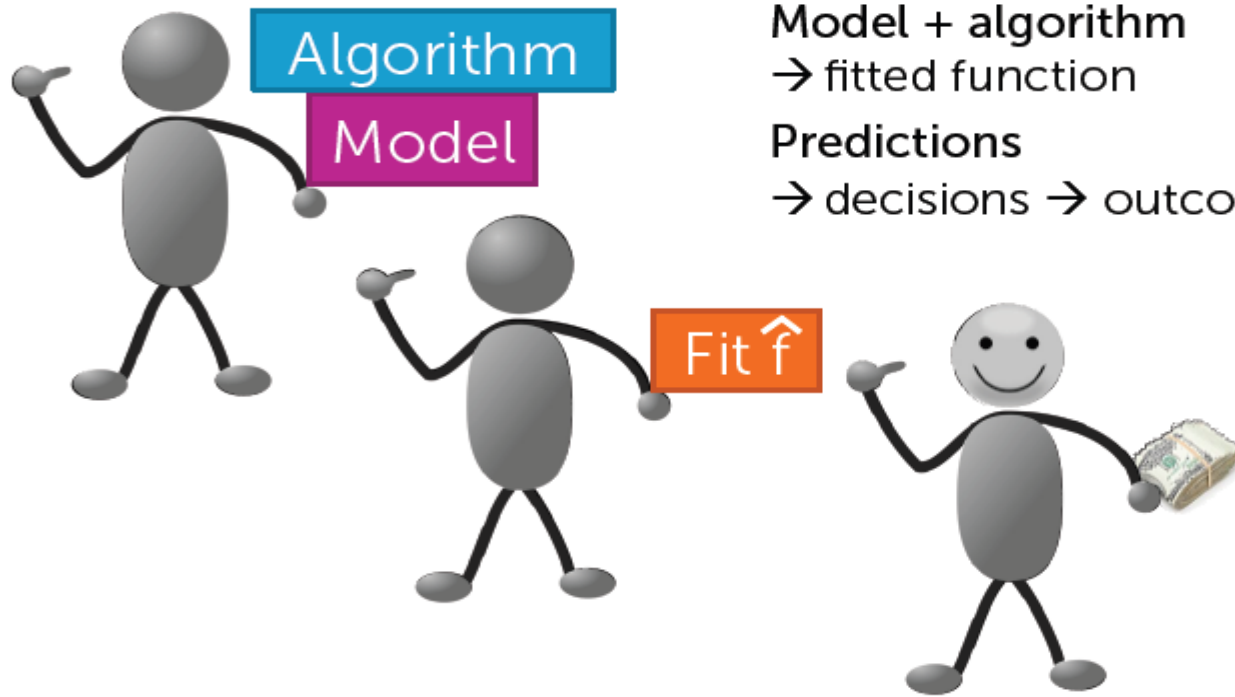 Algorithm
Model
Fit f̂
Model + algorithm
→ fitted function
Predictions
→ decisions → outco